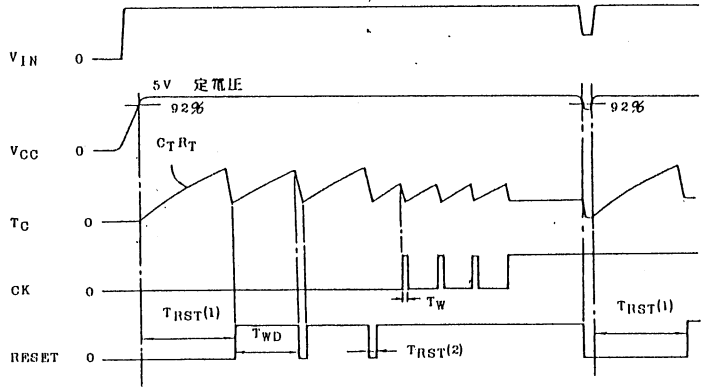 VIN 0
5V 定電圧
92% 92%
VCC 0
CTRT
TC 0
CK 0
TW
TRST(1) TWD TRST(1)
TRST(2)
RESET 0